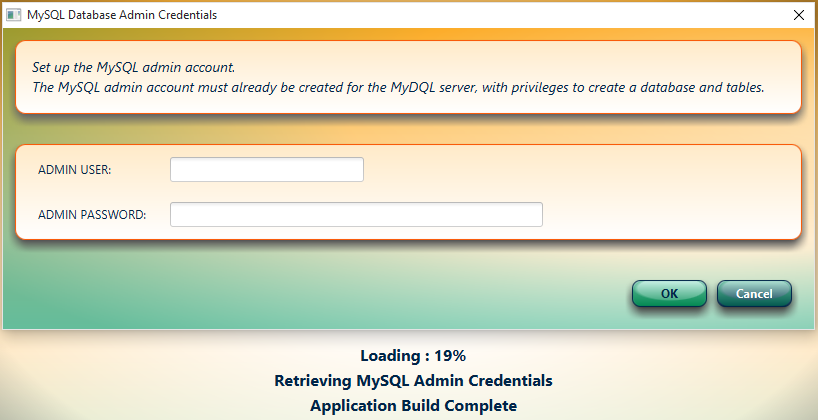 MySQL Database Admin Credentials
Set up the MySQL admin account.
The MySQL admin account must already be created for the MyDQL server, with privileges to create a database and tables.
ADMIN USER:
ADMIN PASSWORD:
OK Cancel
Loading : 19%
Retrieving MySQL Admin Credentials
Application Build Complete